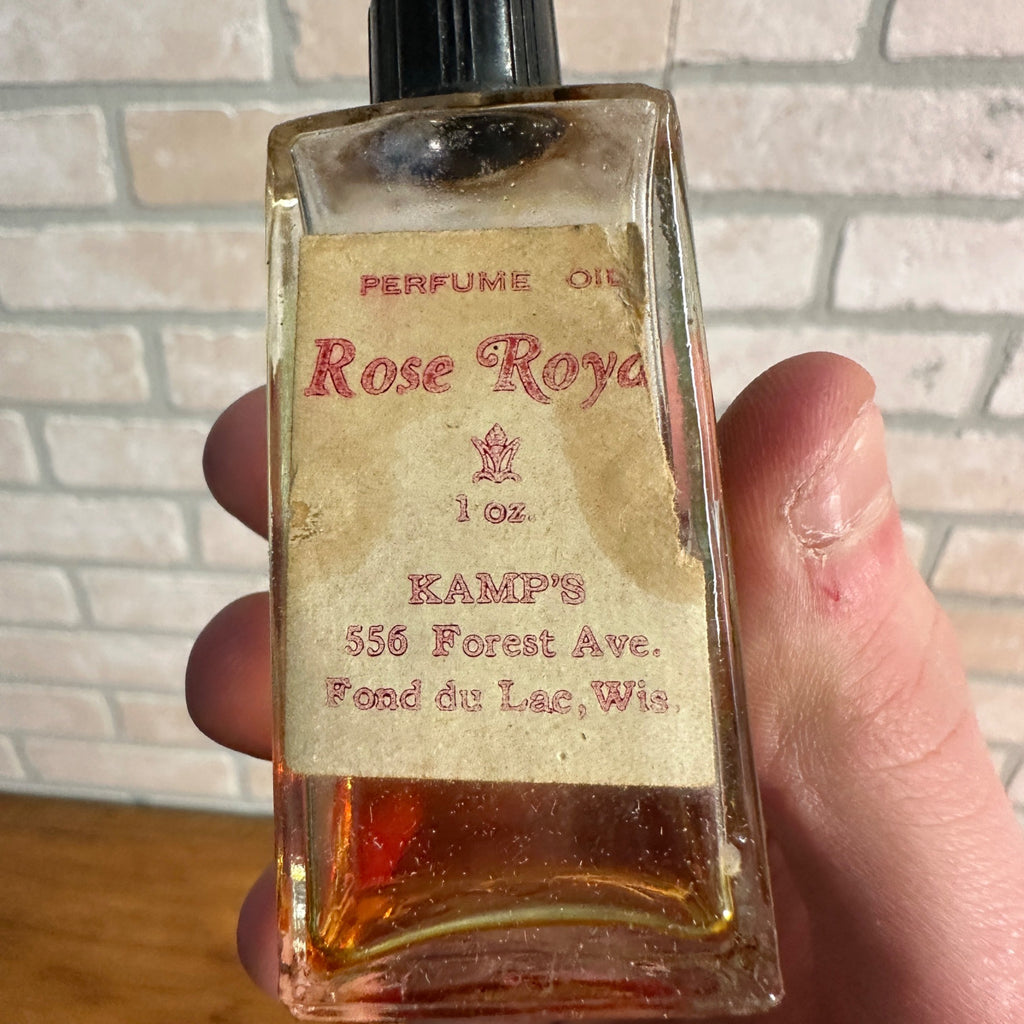 PERFUME OIL
Rose Roya
1 oz.
KAMP'S
556 Forest Ave.
Fond du Lac, Wis.